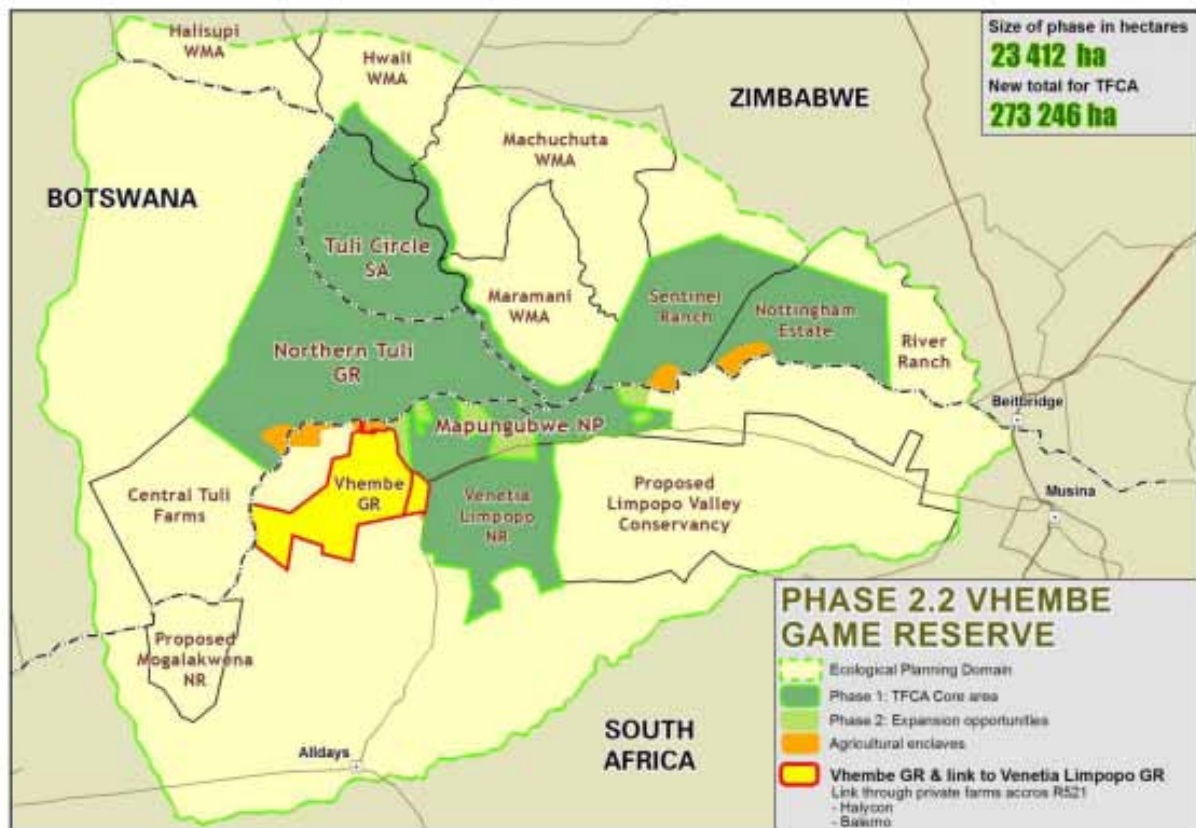 Halisupi
WMA
Hwali
WMA
Size of phase in hectares
23 412 ha
New total for TFCA
273 246 ha
ZIMBABWE
Machuchuta
WMA
BOTSWANA
Tuli Circle
SA
Maramani
WMA
Sentinel
Ranch
Nottingham
Estate
River
Ranch
Northern Tuli
GR
Beitbridge
Mapungubwe NP
Central Tuli
Farms
Vhembe
GR
Venetia
Limpopo
NR
Proposed
Limpopo Valley
Conservancy
Musina
Proposed
Mogalakwena
NR
Alldays
SOUTH
AFRICA
PHASE 2.2 VHEMBE
GAME RESERVE
Ecological Planning Domain
Phase 1: TFCA Core area
Phase 2: Expansion opportunities
Agricultural enclaves
Vhembe GR & link to Venetia Limpopo GR
Link through private farms accros R521
- Halycon
- Balerno